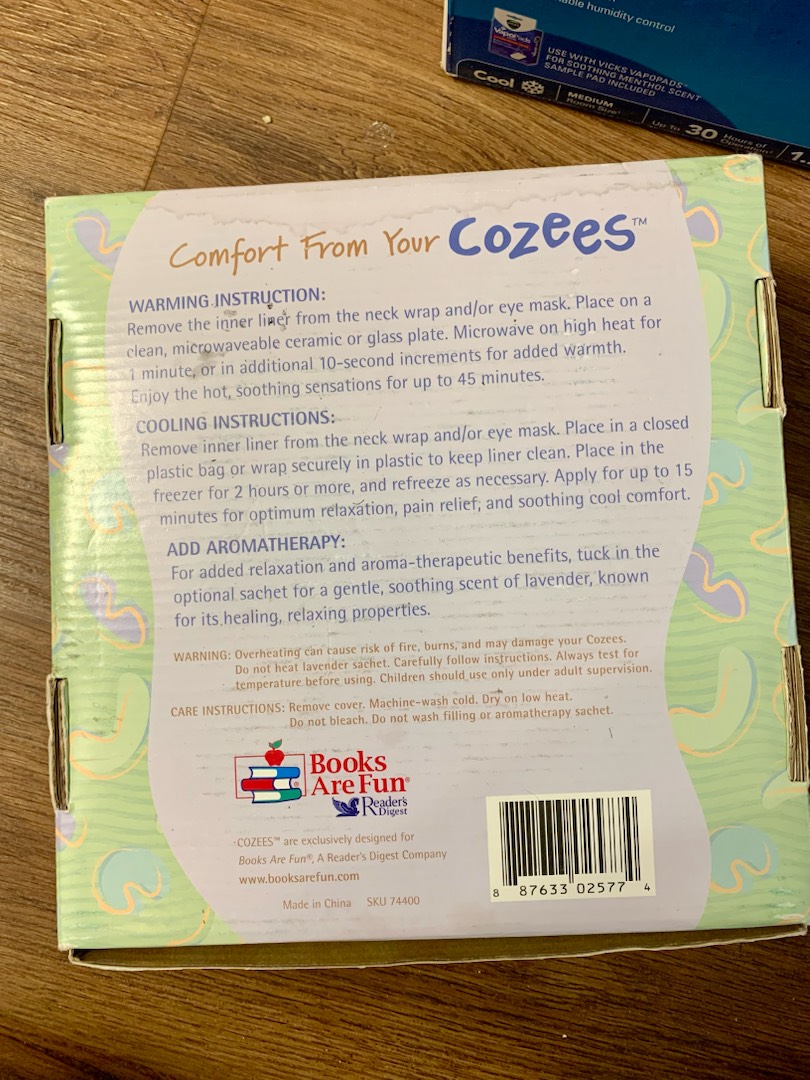 able humidity control
VapoPads
USE WITH VICKS VAPOPADS™
FOR SOOTHING MENTHOL SCENT
SAMPLE PAD INCLUDED
Cool
MEDIUM
Room Size
Up To 30 Hours of
Operation
1.
Comfort From Your Cozees™
WARMING INSTRUCTION:
Remove the inner liner from the neck wrap and/or eye mask. Place on a
clean, microwaveable ceramic or glass plate. Microwave on high heat for
1 minute, or in additional 10-second increments for added warmth.
Enjoy the hot, soothing sensations for up to 45 minutes.
COOLING INSTRUCTIONS:
Remove inner liner from the neck wrap and/or eye mask. Place in a closed
plastic bag or wrap securely in plastic to keep liner clean. Place in the
freezer for 2 hours or more, and refreeze as necessary. Apply for up to 15
minutes for optimum relaxation, pain relief, and soothing cool comfort.
ADD AROMATHERAPY:
For added relaxation and aroma-therapeutic benefits, tuck in the
optional sachet for a gentle, soothing scent of lavender, known
for its healing, relaxing properties.
WARNING: Overheating can cause risk of fire, burns, and may damage your Cozees.
Do not heat lavender sachet. Carefully follow instructions. Always test for
temperature before using. Children should use only under adult supervision.
CARE INSTRUCTIONS: Remove cover. Machine-wash cold. Dry on low heat.
Do not bleach. Do not wash filling or aromatherapy sachet.
Books
Are Fun®
Reader's
Digest
COZEES™ are exclusively designed for
Books Are Fun®, A Reader's Digest Company
www.booksarefun.com
Made in China SKU 74400
8 87633 02577 4